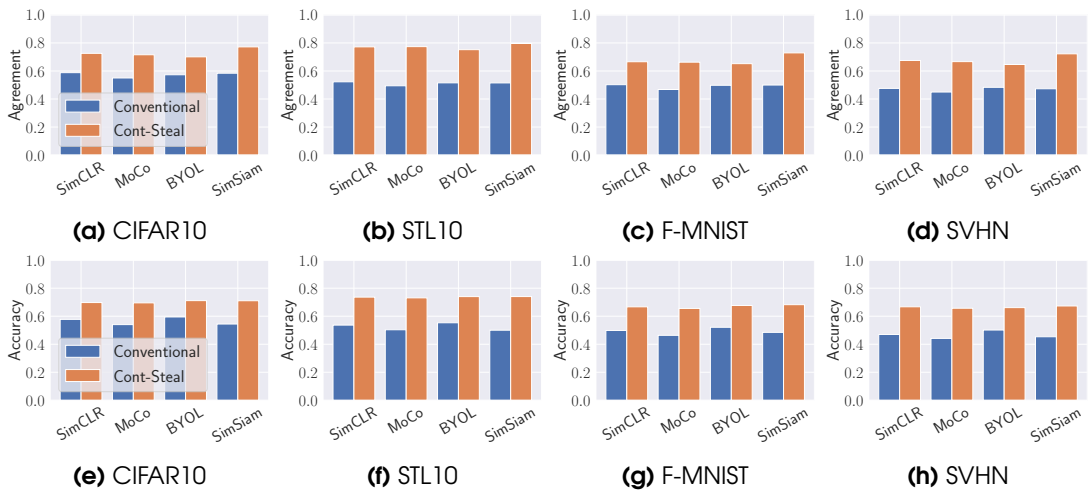 1.0
0.8
0.6
0.4
0.2
0.0
Agreement
Conventional
Cont-Steal
SimCLR
MoCo
BYOL
SimSiam
(a) CIFAR10
1.0
0.8
0.6
0.4
0.2
0.0
Agreement
SimCLR
MoCo
BYOL
SimSiam
(b) STL10
1.0
0.8
0.6
0.4
0.2
0.0
Agreement
SimCLR
MoCo
BYOL
SimSiam
(c) F-MNIST
1.0
0.8
0.6
0.4
0.2
0.0
Agreement
SimCLR
MoCo
BYOL
SimSiam
(d) SVHN
1.0
0.8
0.6
0.4
0.2
0.0
Accuracy
Conventional
Cont-Steal
SimCLR
MoCo
BYOL
SimSiam
(e) CIFAR10
1.0
0.8
0.6
0.4
0.2
0.0
Accuracy
SimCLR
MoCo
BYOL
SimSiam
(f) STL10
1.0
0.8
0.6
0.4
0.2
0.0
Accuracy
SimCLR
MoCo
BYOL
SimSiam
(g) F-MNIST
1.0
0.8
0.6
0.4
0.2
0.0
Accuracy
SimCLR
MoCo
BYOL
SimSiam
(h) SVHN